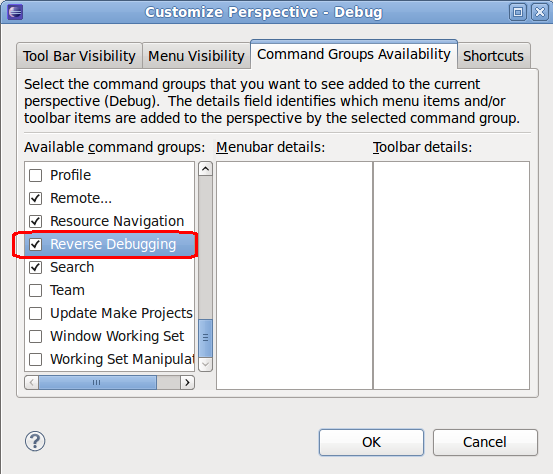 Customize Perspective - Debug
Tool Bar Visibility Menu Visibility Command Groups Availability Shortcuts
Select the command groups that you want to see added to the current
perspective (Debug). The details field identifies which menu items and/or
toolbar items are added to the perspective by the selected command group.
Available command groups: Menubar details: Toolbar details:
Profile
Remote...
Resource Navigation
Reverse Debugging
Search
Team
Update Make Projects
Window Working Set
Working Set Manipulat
? OK Cancel